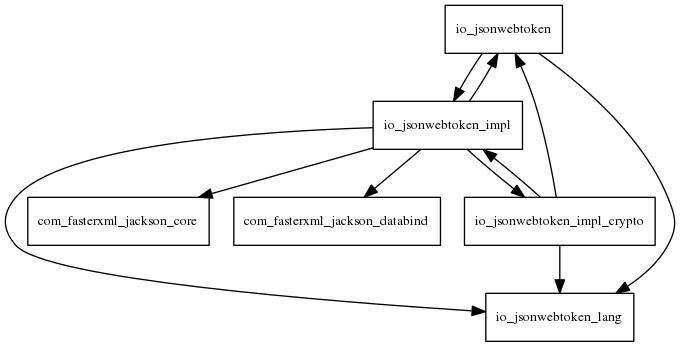 io_jsonwebtoken
io_jsonwebtoken_impl
com_fasterxml_jackson_core
com_fasterxml_jackson_databind
io_jsonwebtoken_impl_crypto
io_jsonwebtoken_lang